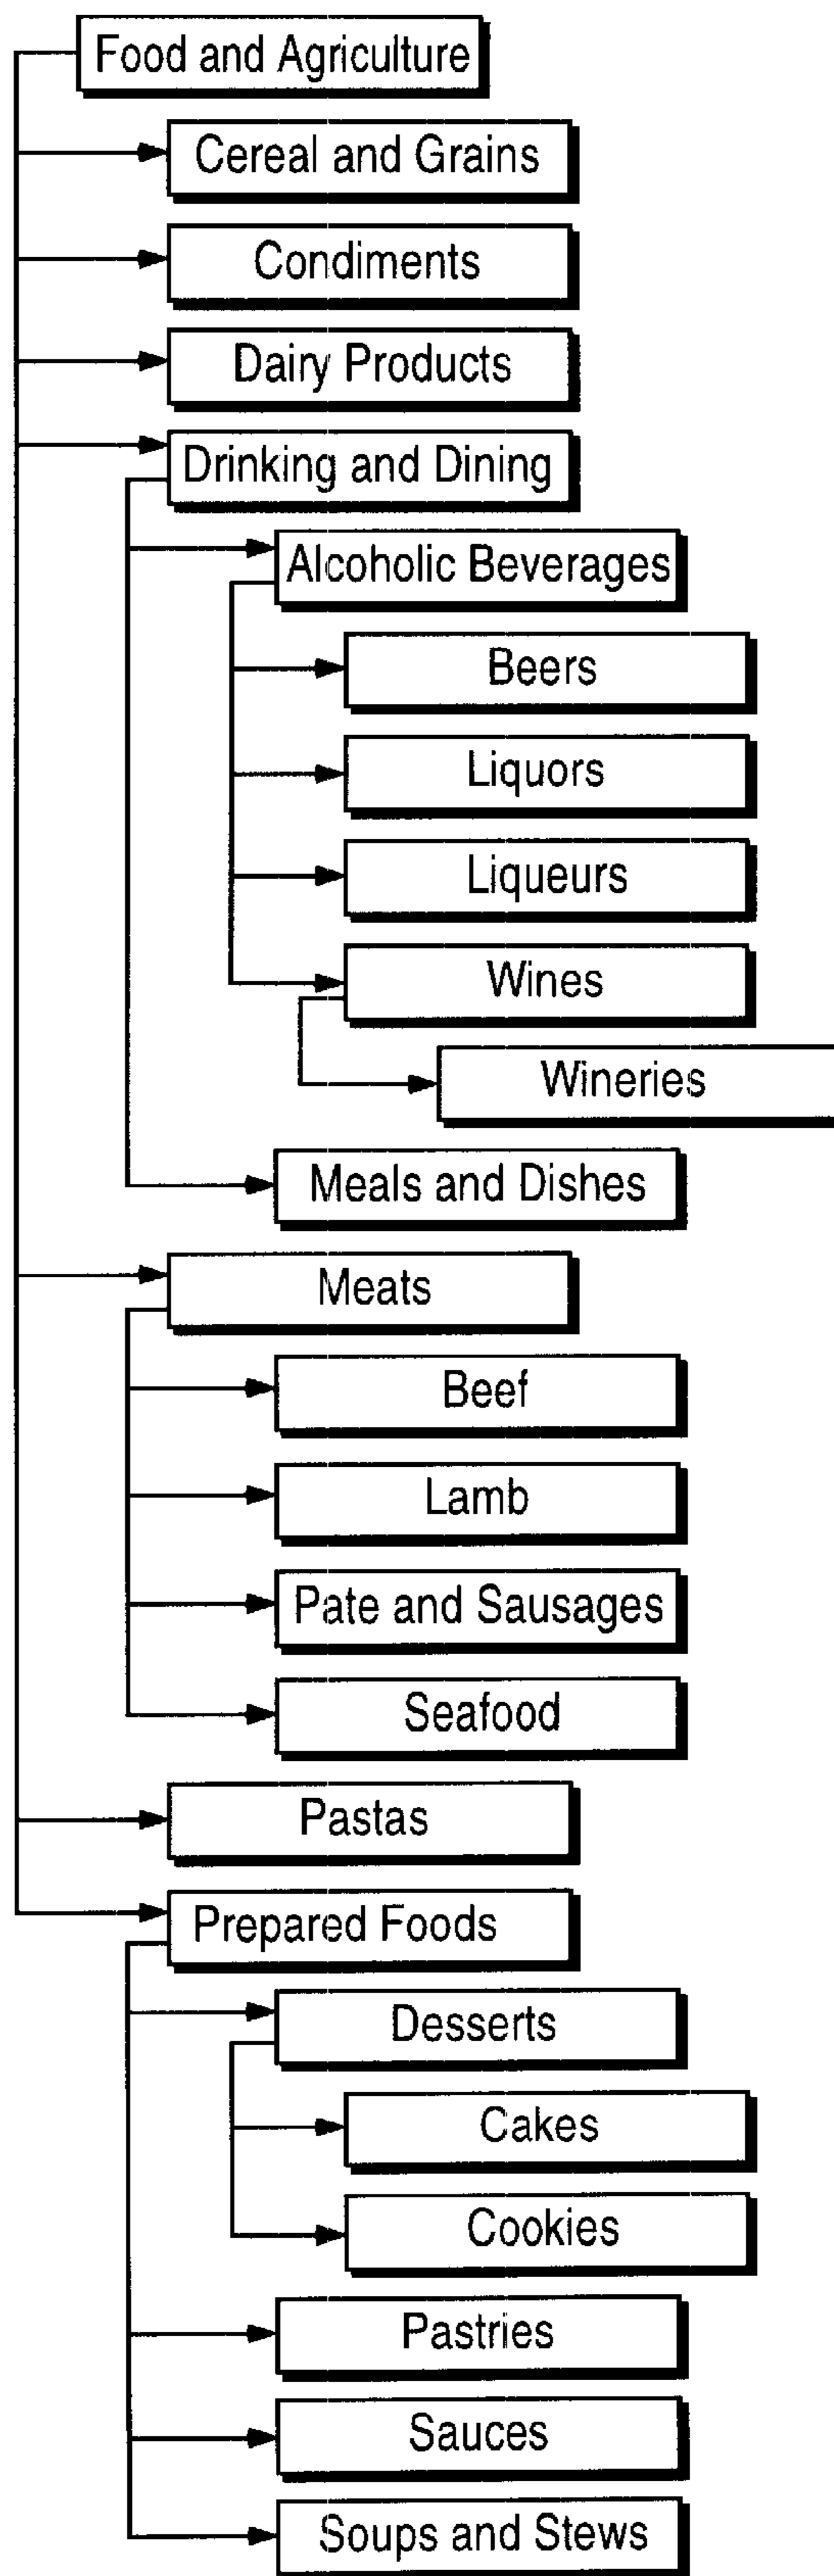 Food and Agriculture
Cereal and Grains
Condiments
Dairy Products
Drinking and Dining
Alcoholic Beverages
Beers
Liquors
Liqueurs
Wines
Wineries
Meals and Dishes
Meats
Beef
Lamb
Pate and Sausages
Seafood
Pastas
Prepared Foods
Desserts
Cakes
Cookies
Pastries
Sauces
Soups and Stews